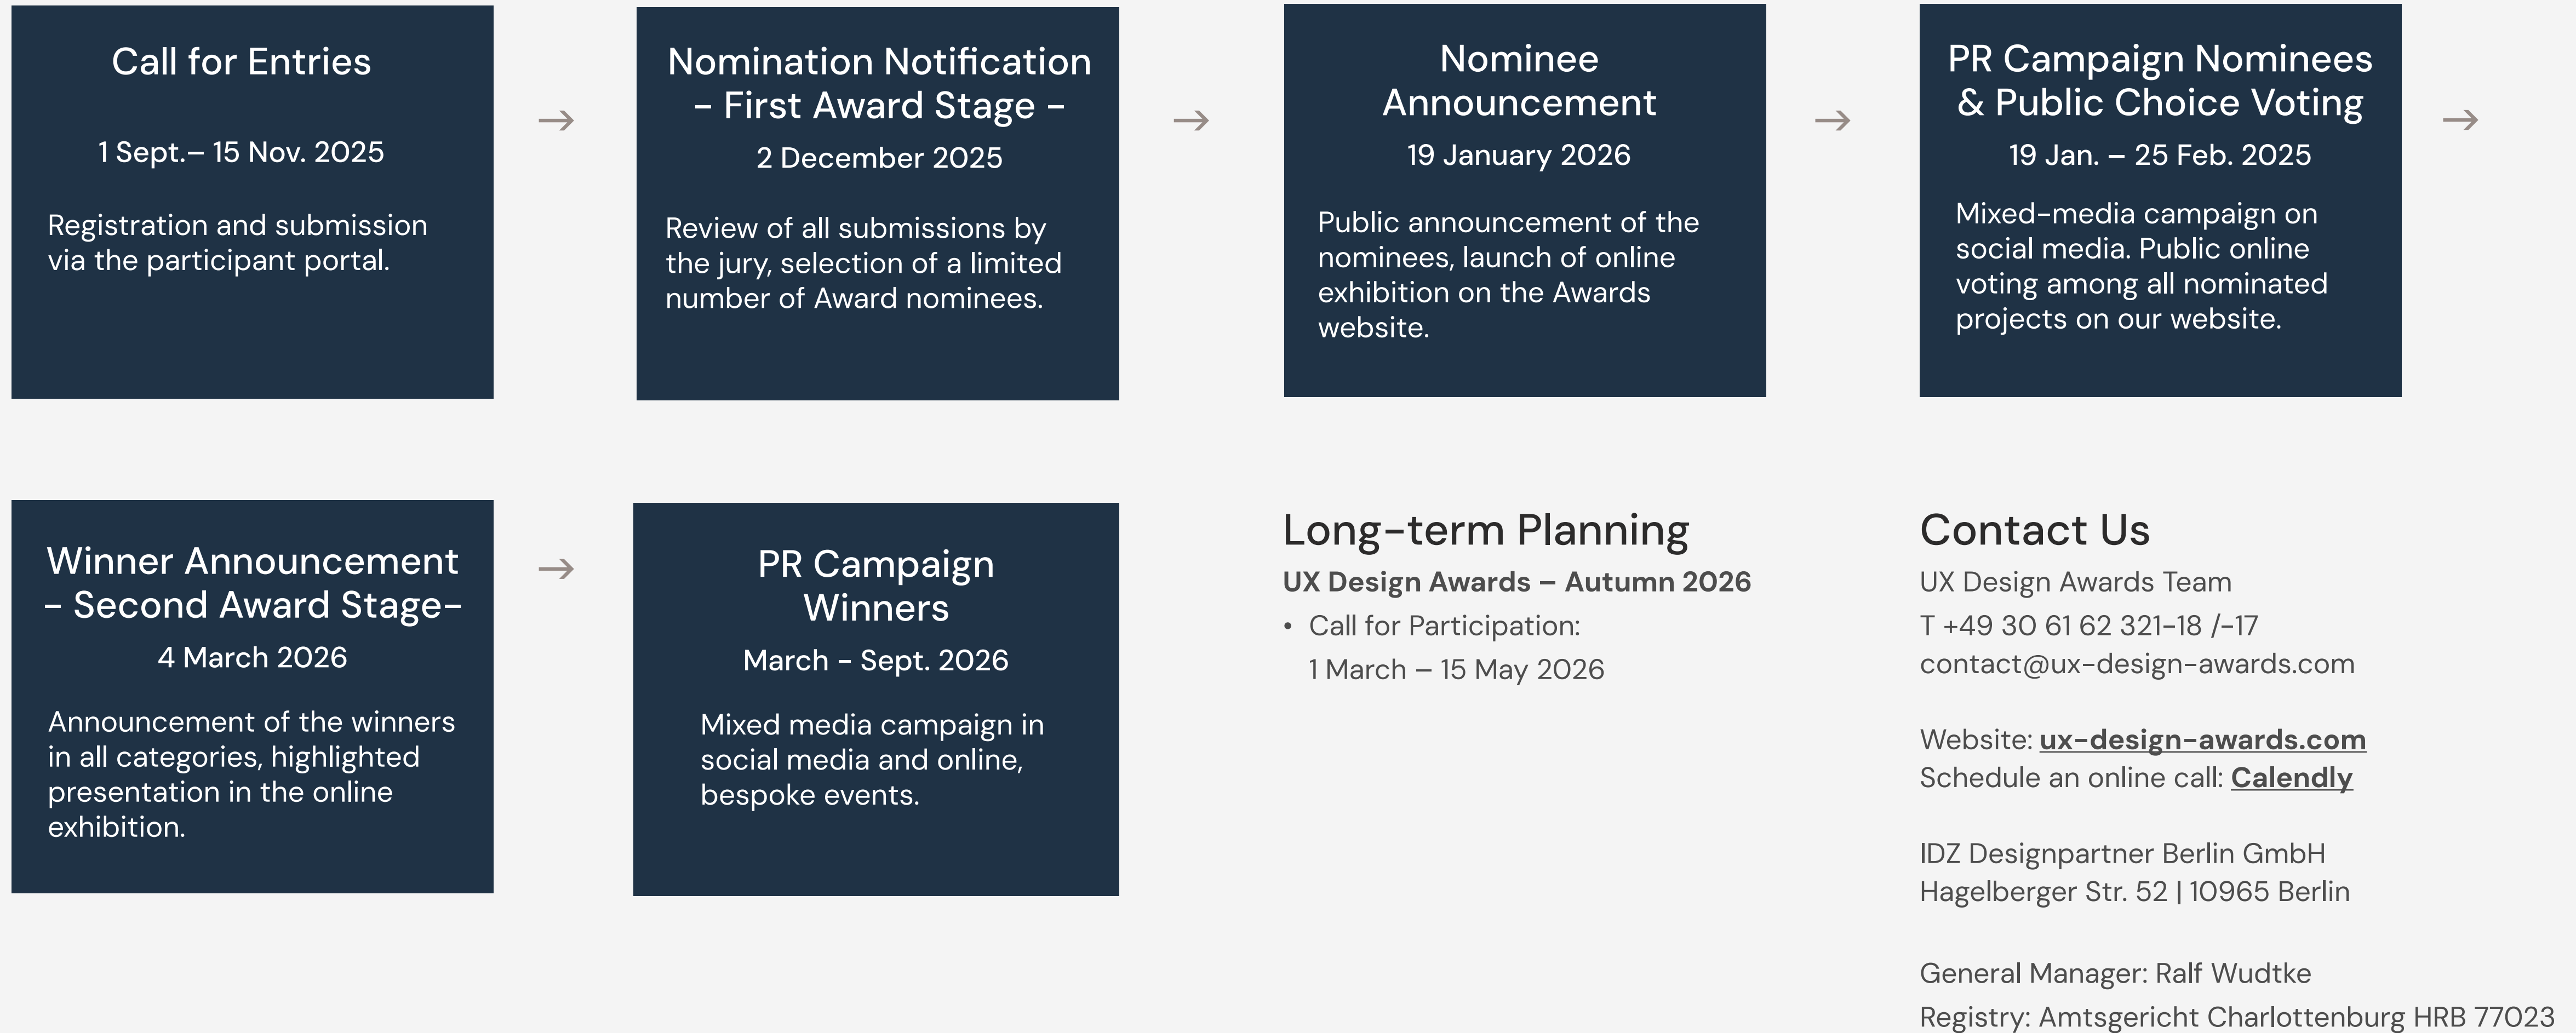 Call for Entries
1 Sept.– 15 Nov. 2025
Registration and submission
via the participant portal.
→
Nomination Notification
- First Award Stage -
2 December 2025
Review of all submissions by
the jury, selection of a limited
number of Award nominees.
→
Nominee
Announcement
19 January 2026
Public announcement of the
nominees, launch of online
exhibition on the Awards
website.
→
PR Campaign Nominees
& Public Choice Voting
19 Jan. – 25 Feb. 2025
Mixed-media campaign on
social media. Public online
voting among all nominated
projects on our website.
→
Winner Announcement
- Second Award Stage-
4 March 2026
Announcement of the winners
in all categories, highlighted
presentation in the online
exhibition.
→
PR Campaign
Winners
March - Sept. 2026
Mixed media campaign in
social media and online,
bespoke events.
Long-term Planning
UX Design Awards – Autumn 2026
• Call for Participation:
1 March – 15 May 2026
Contact Us
UX Design Awards Team
T +49 30 61 62 321-18 /-17
contact@ux-design-awards.com
Website: ux-design-awards.com
Schedule an online call: Calendly
IDZ Designpartner Berlin GmbH
Hagelberger Str. 52 | 10965 Berlin
General Manager: Ralf Wudtke
Registry: Amtsgericht Charlottenburg HRB 77023